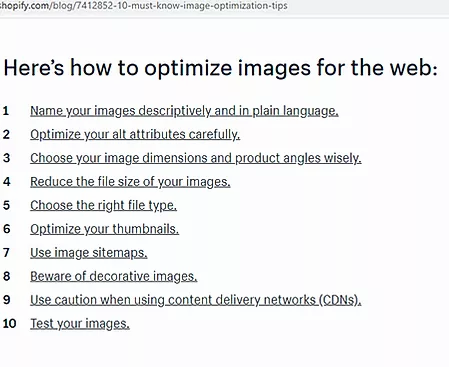 shopify.com/blog/7412852-10-must-know-image-optimization-tips
Here's how to optimize images for the web:
1 Name your images descriptively and in plain language.
2 Optimize your alt attributes carefully.
3 Choose your image dimensions and product angles wisely.
4 Reduce the file size of your images.
5 Choose the right file type.
6 Optimize your thumbnails.
7 Use image sitemaps.
8 Beware of decorative images.
9 Use caution when using content delivery networks (CDNs).
10 Test your images.